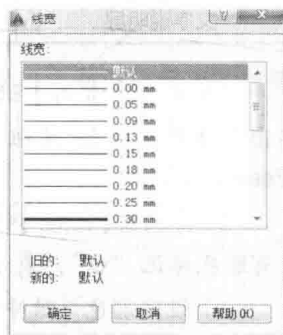 线宽
线宽:
默认
0.00 mm
0.05 mm
0.09 mm
0.13 mm
0.15 mm
0.18 mm
0.20 mm
0.25 mm
0.30 mm
旧的: 默认
新的: 默认
确定 取消 帮助(H)